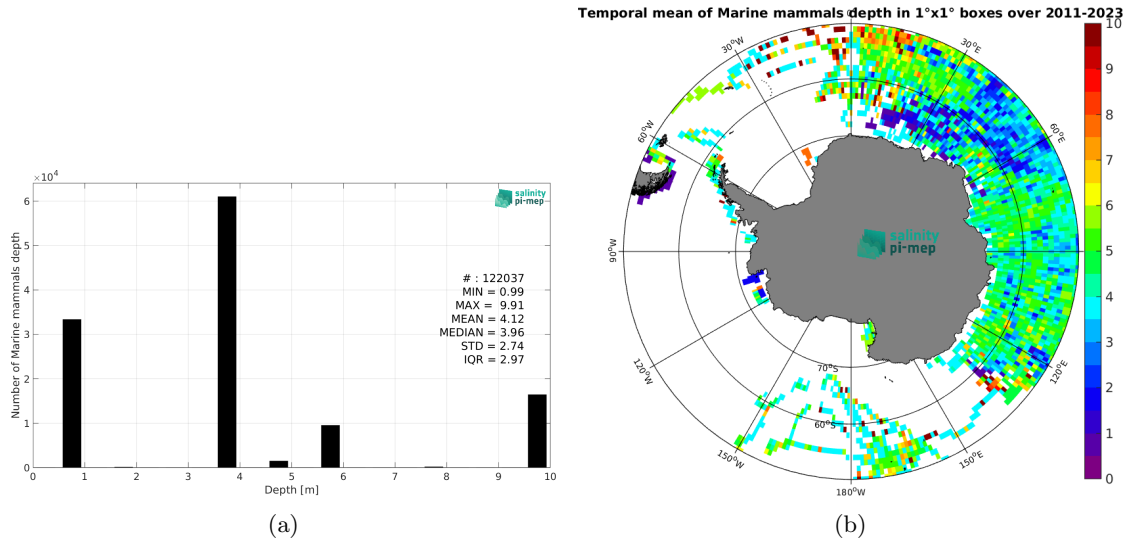 ×10⁴
6
5
4
3
2
1
0
Number of Marine mammals depth
0 1 2 3 4 5 6 7 8 9 10
Depth [m]
salinity
pi-mep
# : 122037
MIN = 0.99
MAX = 9.91
MEAN = 4.12
MEDIAN = 3.96
STD = 2.74
IQR = 2.97
(a)
Temporal mean of Marine mammals depth in 1°x1° boxes over 2011-2023
0°
30°W
30°E
60°W
60°E
90°W
120°W
120°E
150°W
150°E
180°W
70°S
60°S
salinity
pi-mep
10
9
8
7
6
5
4
3
2
1
0
(b)